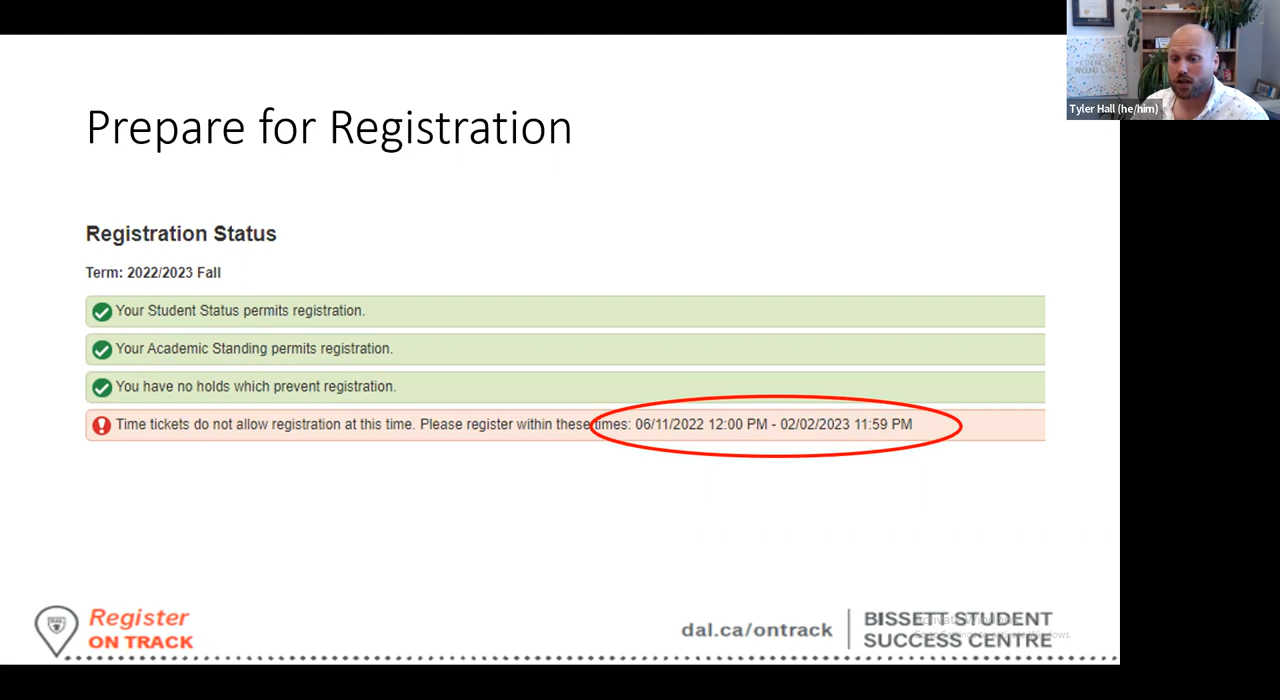 Prepare for Registration
Tyler Hall (he/him)
Registration Status
Term: 2022/2023 Fall
Your Student Status permits registration.
Your Academic Standing permits registration.
You have no holds which prevent registration.
Time tickets do not allow registration at this time. Please register within these times: 06/11/2022 12:00 PM - 02/02/2023 11:59 PM
Register
ON TRACK
dal.ca/ontrack
BISSETT STUDENT
SUCCESS CENTRE